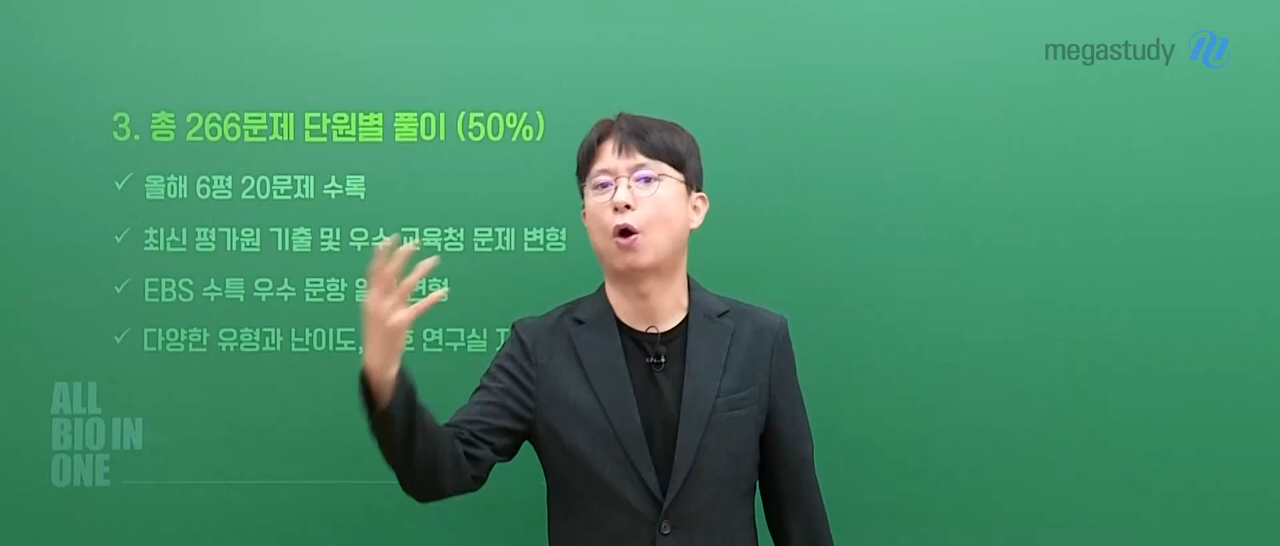 megastudy
3. 총 266문제 단원별 풀이 (50%)
올해 6평 20문제 수록
최신 평가원 기출 및 우수 교육청 문제 변형
EBS 수특 우수 문항 변형
다양한 유형과 난이도, 연구실
ALL
BIO IN
ONE